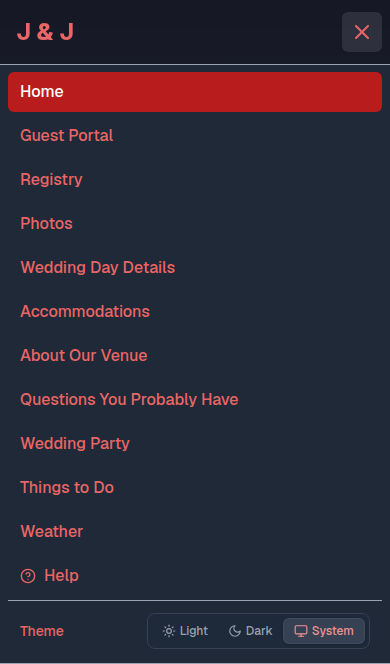 J & J
Home
Guest Portal
Registry
Photos
Wedding Day Details
Accommodations
About Our Venue
Questions You Probably Have
Wedding Party
Things to Do
Weather
Help
Theme Light Dark System